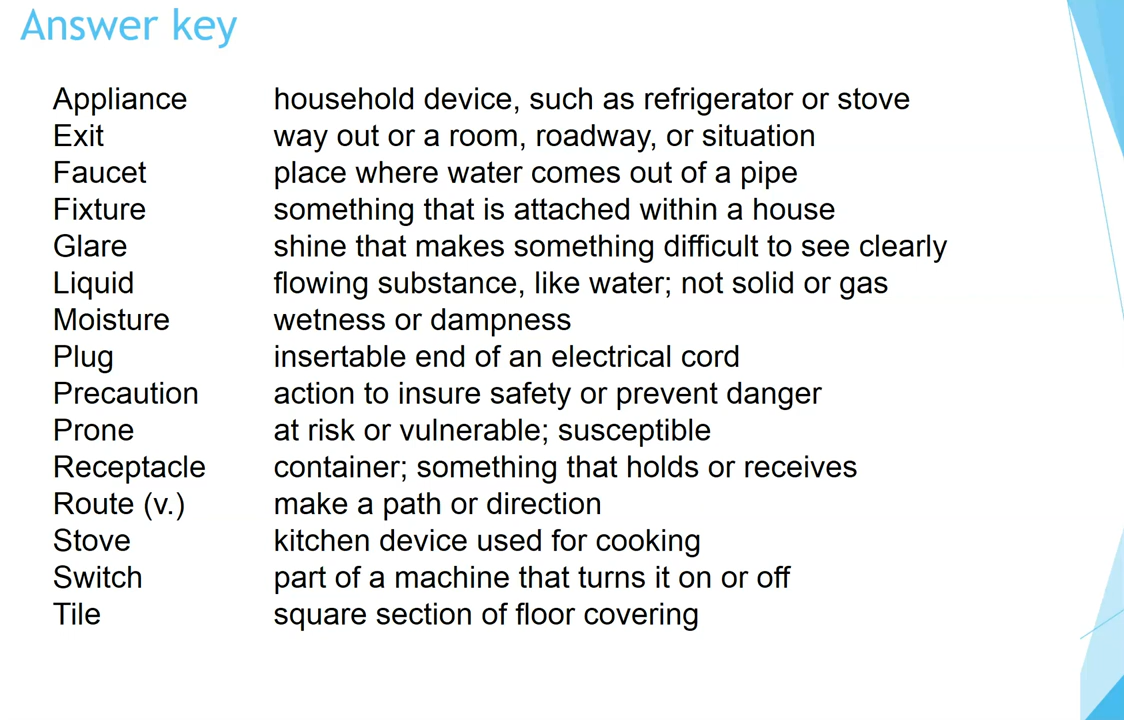 Answer key
Appliance household device, such as refrigerator or stove
Exit way out or a room, roadway, or situation
Faucet place where water comes out of a pipe
Fixture something that is attached within a house
Glare shine that makes something difficult to see clearly
Liquid flowing substance, like water; not solid or gas
Moisture wetness or dampness
Plug insertable end of an electrical cord
Precaution action to insure safety or prevent danger
Prone at risk or vulnerable; susceptible
Receptacle container; something that holds or receives
Route (v.) make a path or direction
Stove kitchen device used for cooking
Switch part of a machine that turns it on or off
Tile square section of floor covering